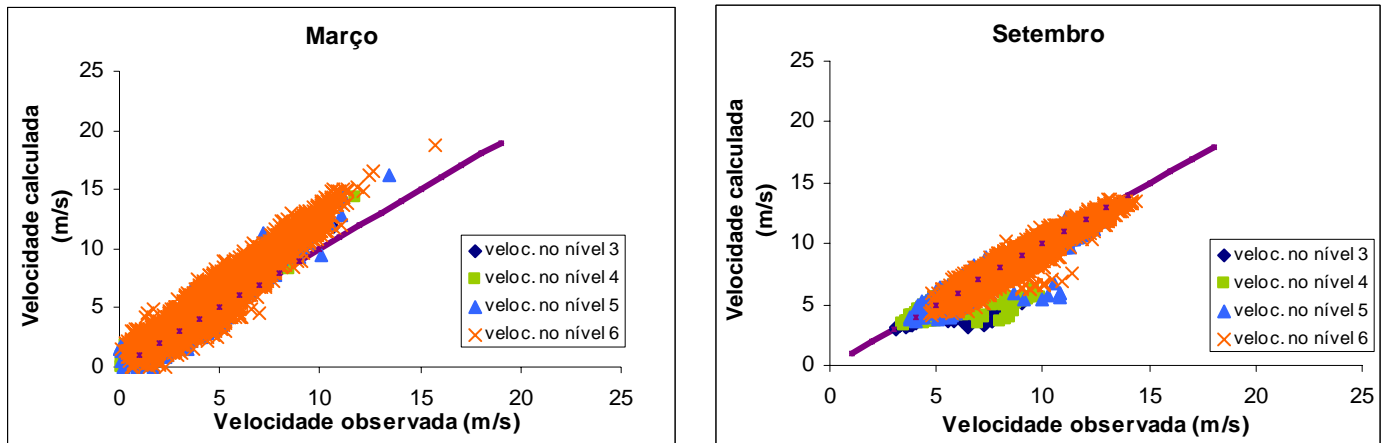 Março
Velocidade calculada
(m/s)
25
20
15
10
5
0
0 5 10 15 20 25
Velocidade observada (m/s)
veloc. no nível 3
veloc. no nível 4
veloc. no nível 5
veloc. no nível 6
Setembro
Velocidade calculada
(m/s)
25
20
15
10
5
0
0 5 10 15 20 25
Velocidade observada (m/s)
veloc. no nível 3
veloc. no nível 4
veloc. no nível 5
veloc. no nível 6